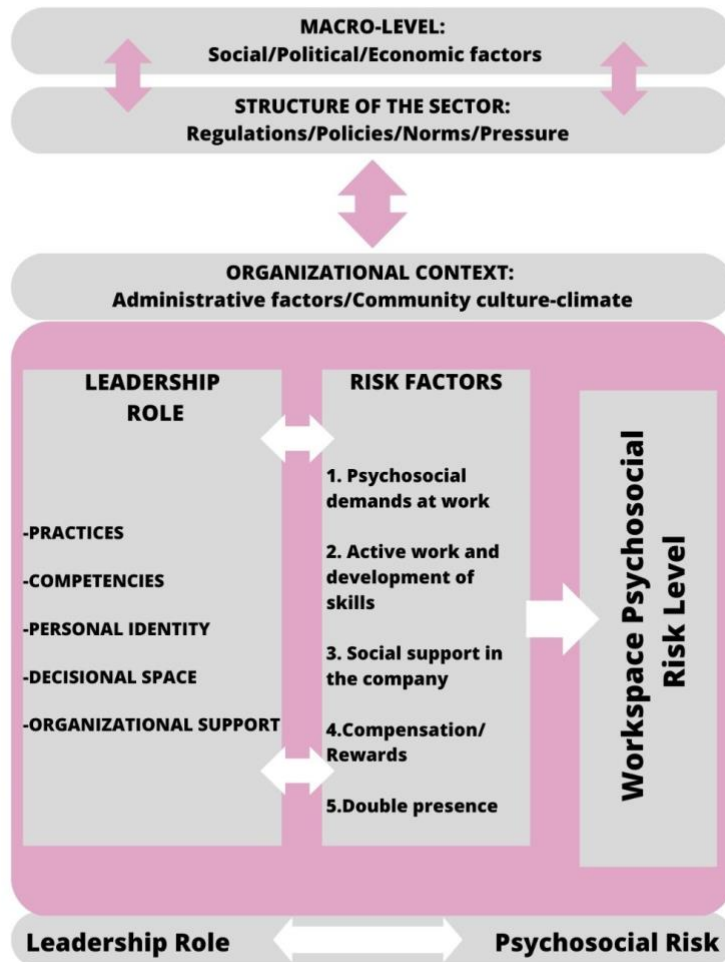 MACRO-LEVEL:
Social/Political/Economic factors
STRUCTURE OF THE SECTOR:
Regulations/Policies/Norms/Pressure
ORGANIZATIONAL CONTEXT:
Administrative factors/Community culture-climate
LEADERSHIP
ROLE
-PRACTICES
-COMPETENCIES
-PERSONAL IDENTITY
-DECISIONAL SPACE
-ORGANIZATIONAL SUPPORT
RISK FACTORS
1. Psychosocial
demands at work
2. Active work and
development of
skills
3. Social support in
the company
4.Compensation/
Rewards
5.Double presence
Workspace Psychosocial
Risk Level
Leadership Role
Psychosocial Risk